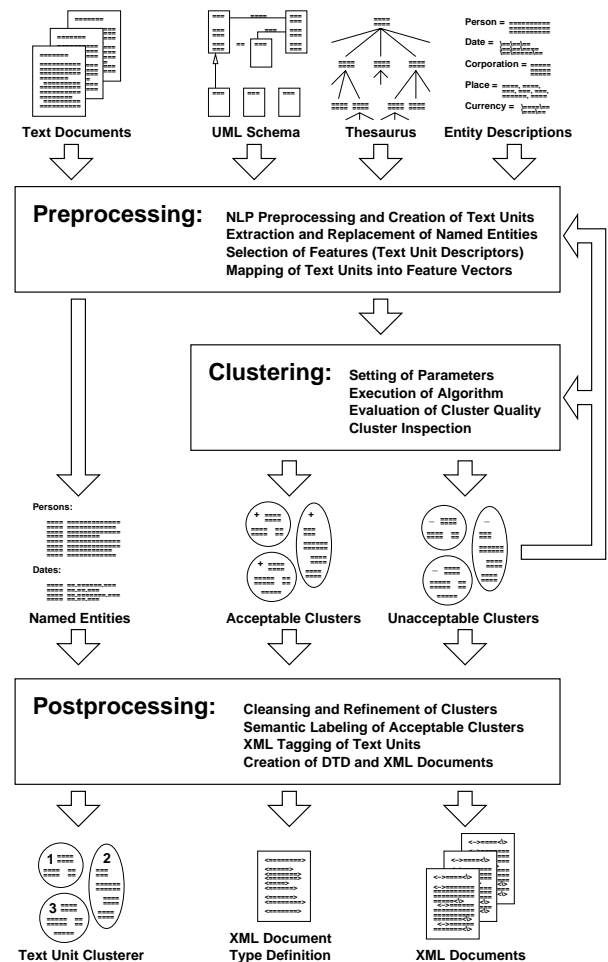 Person =
Date =
Corporation =
Place =
Currency =
Text Documents
UML Schema
Thesaurus
Entity Descriptions
Preprocessing:
NLP Preprocessing and Creation of Text Units
Extraction and Replacement of Named Entities
Selection of Features (Text Unit Descriptors)
Mapping of Text Units into Feature Vectors
Clustering:
Setting of Parameters
Execution of Algorithm
Evaluation of Cluster Quality
Cluster Inspection
Persons:
Dates:
Named Entities
Acceptable Clusters
Unacceptable Clusters
Postprocessing:
Cleansing and Refinement of Clusters
Semantic Labeling of Acceptable Clusters
XML Tagging of Text Units
Creation of DTD and XML Documents
1
2
3
Text Unit Clusterer
XML Document
Type Definition
XML Documents